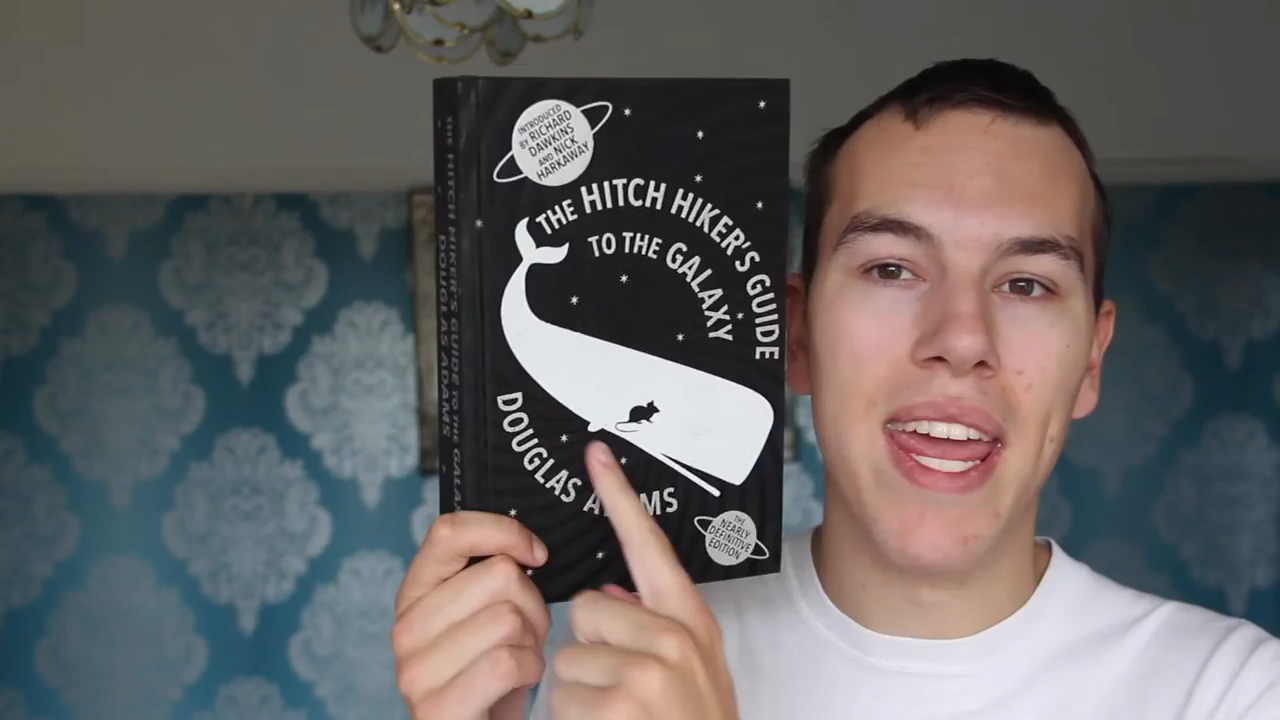 INTRODUCED
BY RICHARD
DAWKINS
AND NICK
HARKAWAY
THE HITCH HIKER'S GUIDE
TO THE GALAXY
DOUGLAS ADAMS
THE
NEARLY
DEFINITIVE
EDITION
THE HITCH HIKER'S GUIDE TO THE GALAXY
DOUGLAS ADAMS